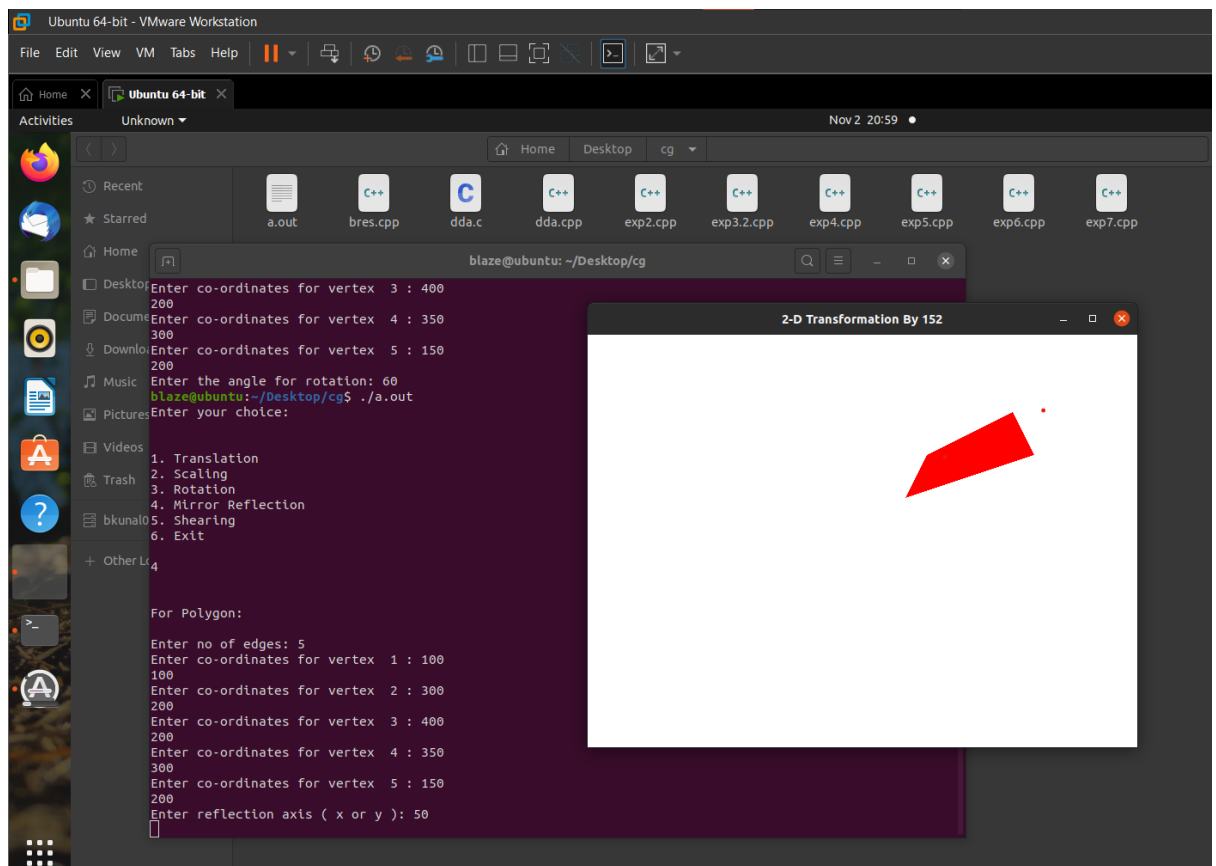 Ubuntu 64-bit - VMware Workstation
File Edit View VM Tabs Help
Home
Ubuntu 64-bit
Activities Unknown Nov 2 20:59
Home Desktop cg
Recent
Starred
Home
Desktop
Docume
Downlo
Music
Pictures
Videos
Trash
bkunal0
+ Other Lo
a.out bres.cpp dda.c dda.cpp exp2.cpp exp3.2.cpp exp4.cpp exp5.cpp exp6.cpp exp7.cpp
blaze@ubuntu: ~/Desktop/cg
Enter co-ordinates for vertex 3 : 400
200
Enter co-ordinates for vertex 4 : 350
300
Enter co-ordinates for vertex 5 : 150
200
Enter the angle for rotation: 60
blaze@ubuntu:~/Desktop/cg$ ./a.out
Enter your choice:
1. Translation
2. Scaling
3. Rotation
4. Mirror Reflection
5. Shearing
6. Exit
4
For Polygon:
Enter no of edges: 5
Enter co-ordinates for vertex 1 : 100
100
Enter co-ordinates for vertex 2 : 300
200
Enter co-ordinates for vertex 3 : 400
200
Enter co-ordinates for vertex 4 : 350
300
Enter co-ordinates for vertex 5 : 150
200
Enter reflection axis ( x or y ): 50
2-D Transformation By 152